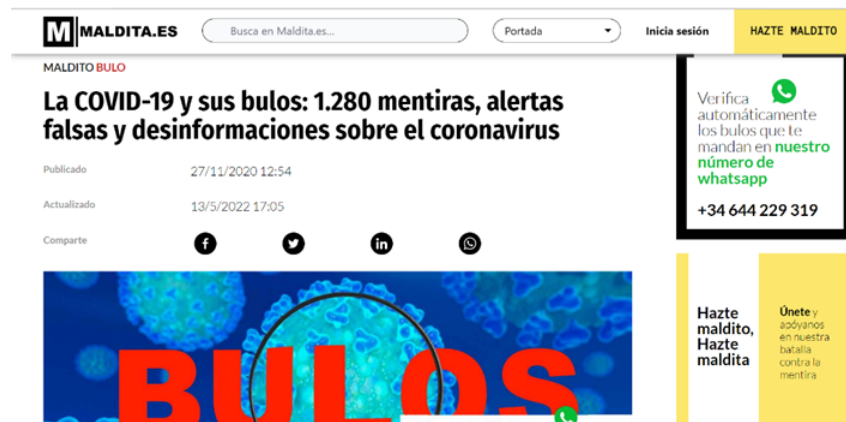 M MALDITA.ES
Busca en Maldita.es...
Portada
Inicia sesión
HAZTE MALDITO
MALDITO BULO
La COVID-19 y sus bulos: 1.280 mentiras, alertas
falsas y desinformaciones sobre el coronavirus
Publicado 27/11/2020 12:54
Actualizado 13/5/2022 17:05
Comparte
BULOS
Verifica
automáticamente
los bulos que te
mandan en nuestro
número de
whatsapp
+34 644 229 319
Hazte
maldito,
Hazte
maldita
Únete y
apóyanos
en nuestra
batalla
contra la
mentira